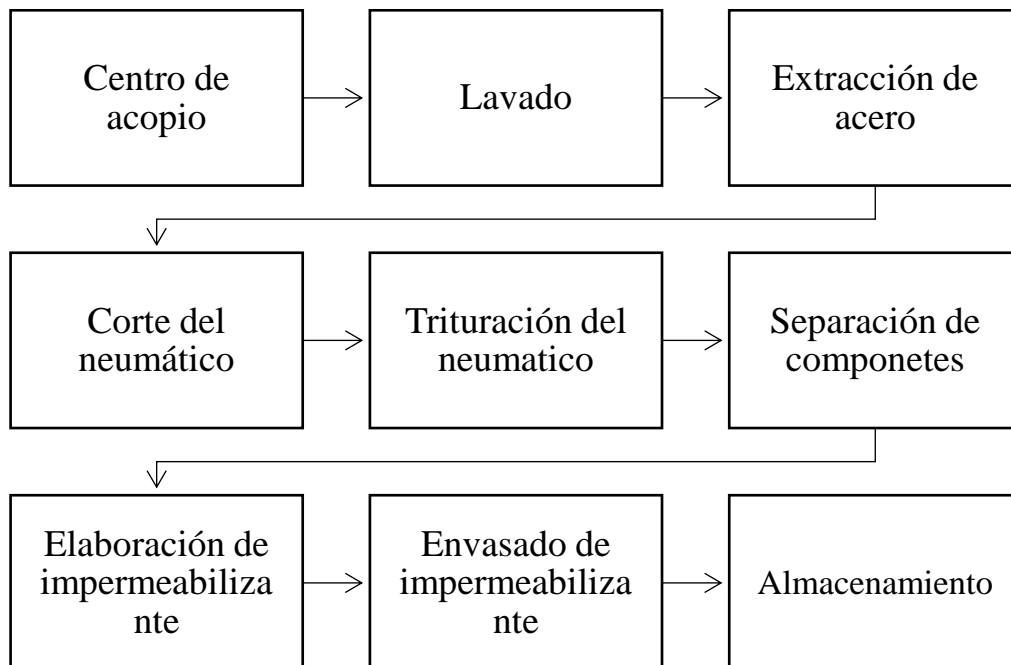 Centro de
acopio
Lavado
Extracción de
acero
Corte del
neumático
Trituración del
neumatico
Separación de
componetes
Elaboración de
impermeabiliza
nte
Envasado de
impermeabiliza
nte
Almacenamiento